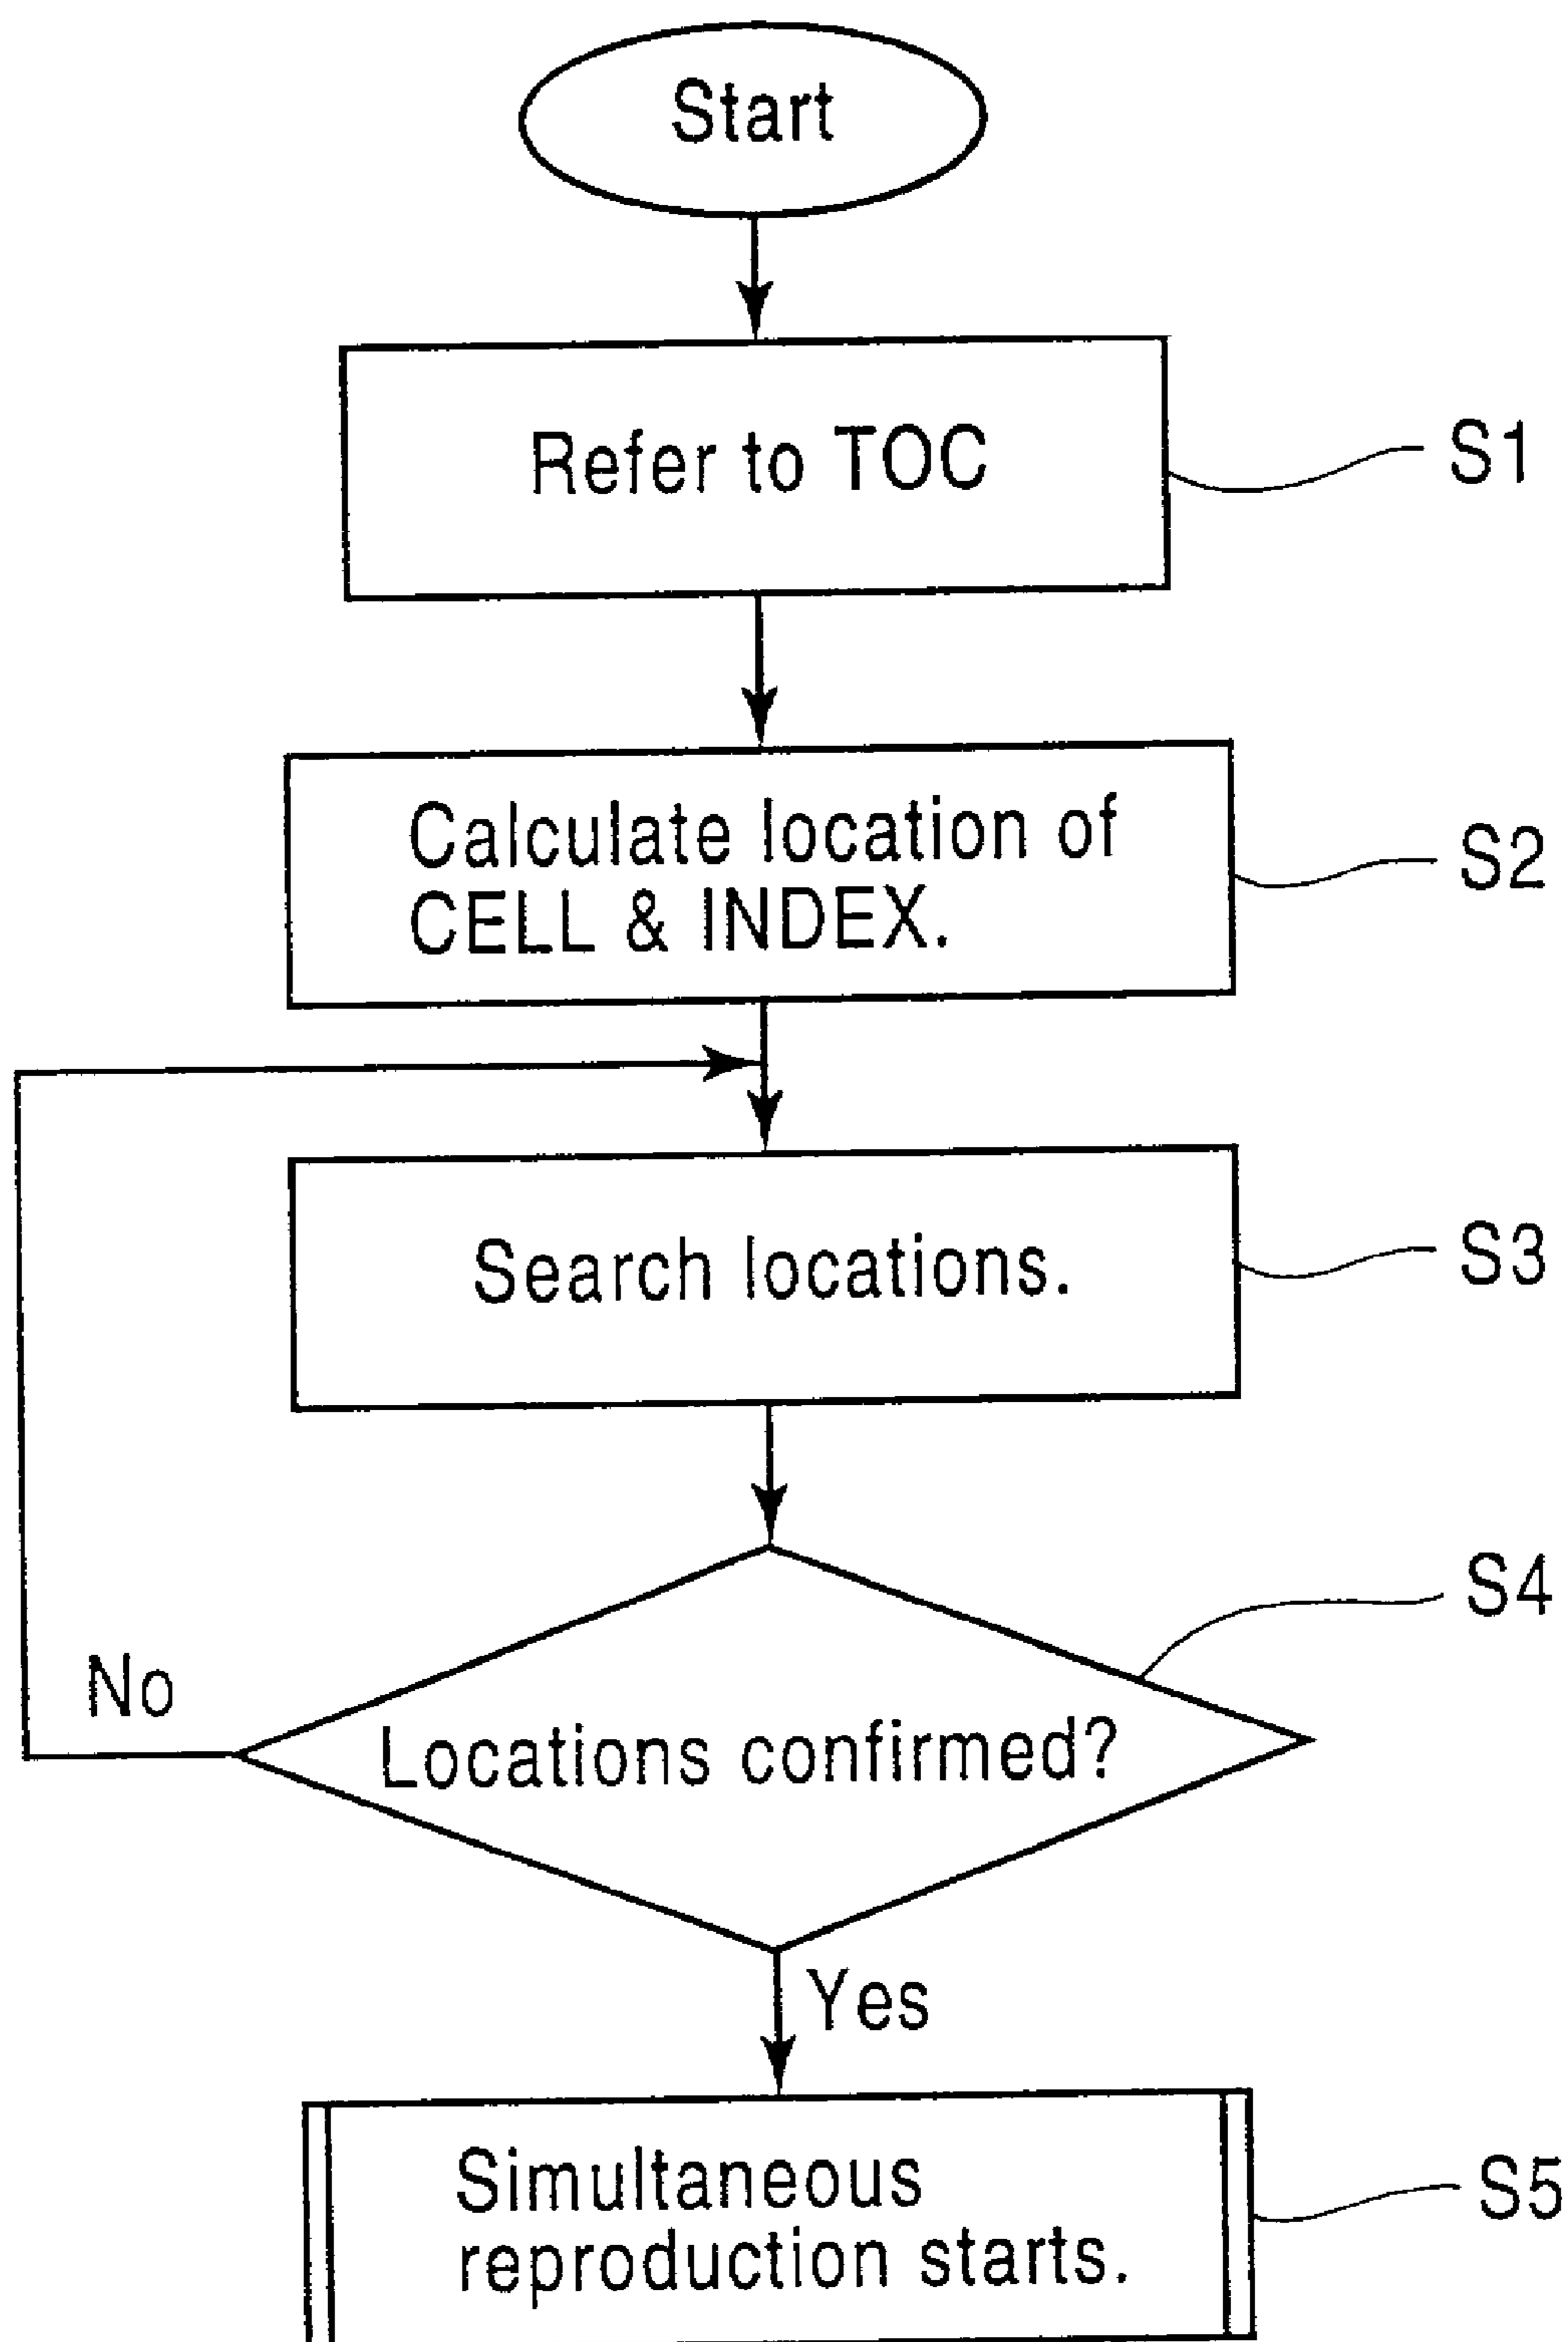 Start
Refer to TOC
S1
Calculate location of
CELL & INDEX.
S2
Search locations.
S3
S4
No
Locations confirmed?
Yes
Simultaneous
reproduction starts.
S5